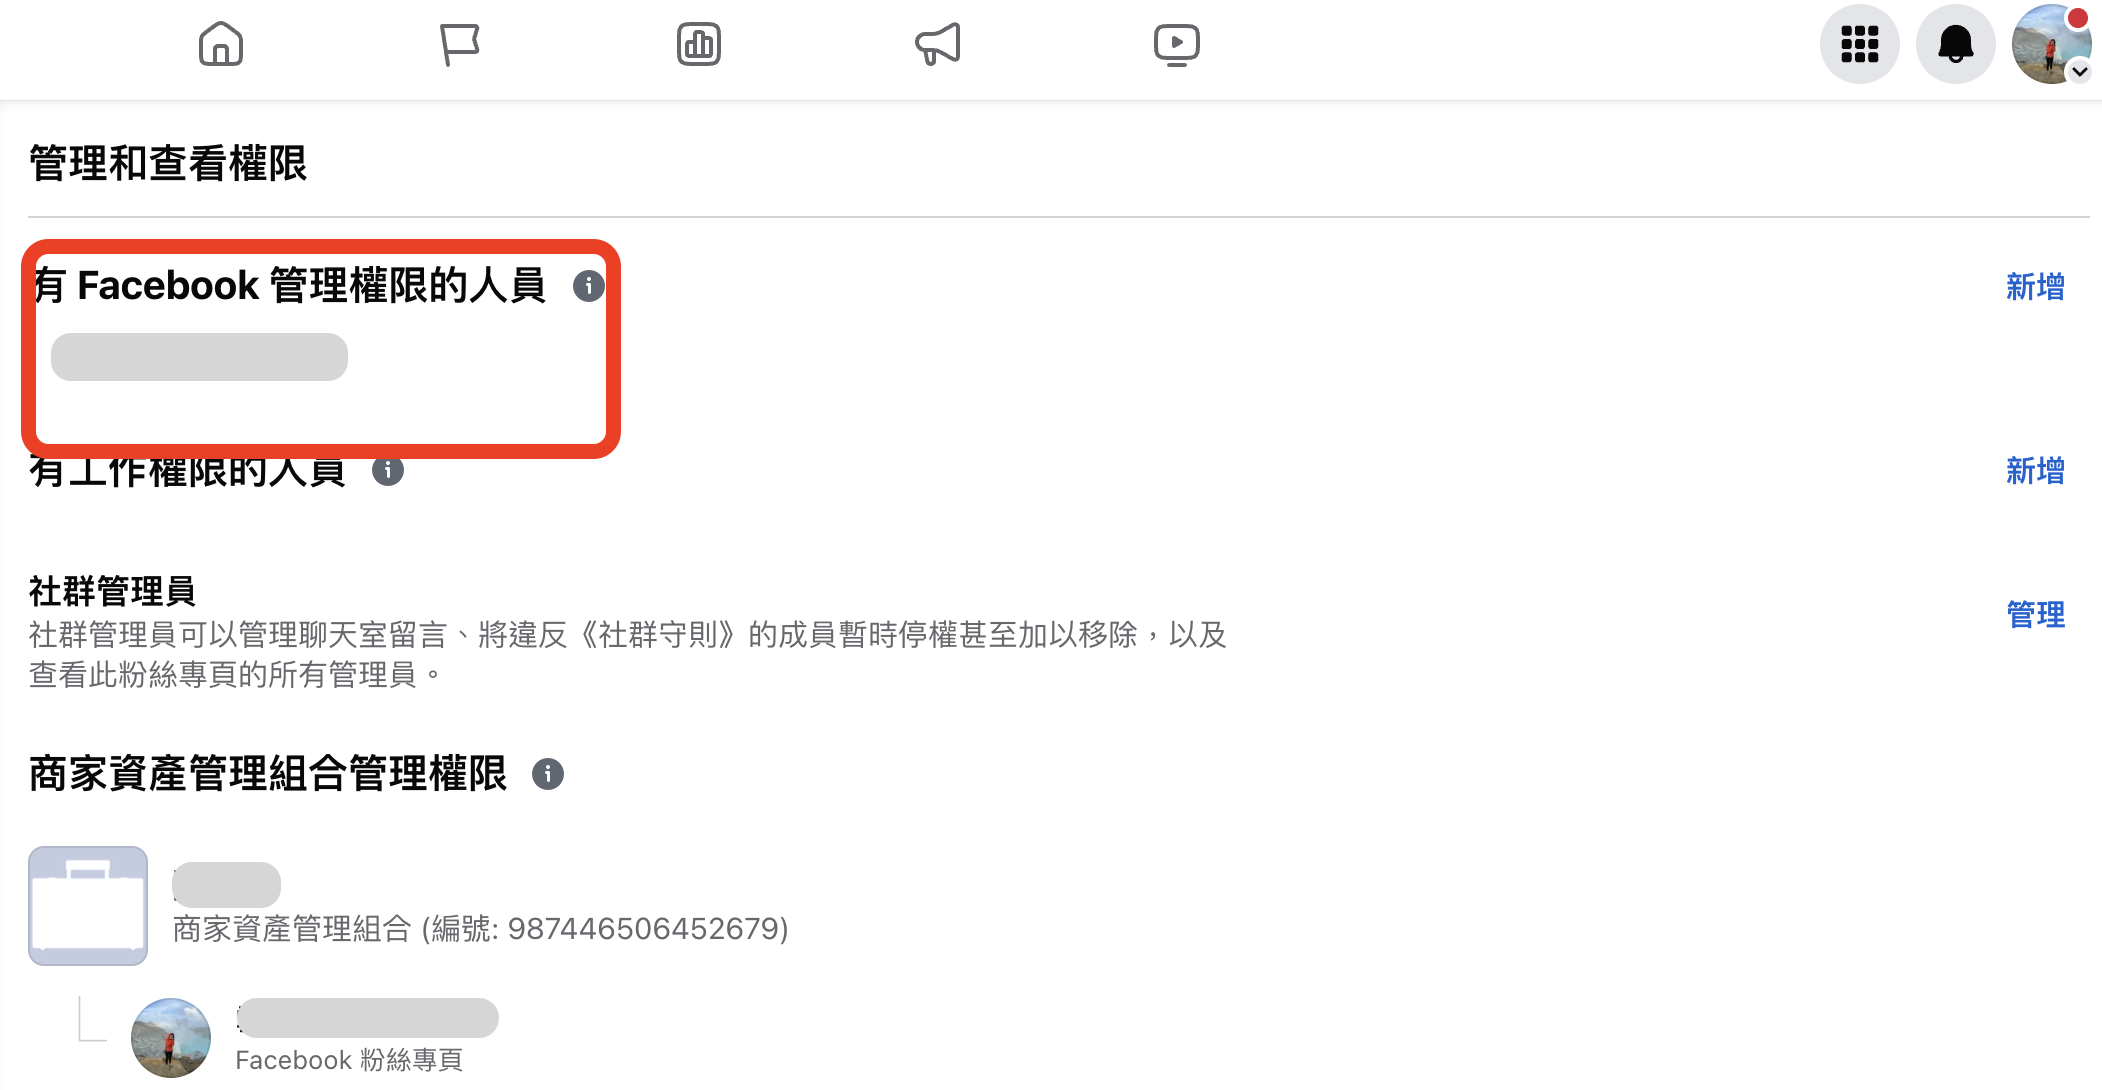 管理和查看權限
有 Facebook 管理權限的人員
新增
有工作權限的人員
新增
社群管理員
社群管理員可以管理聊天室留言、將違反《社群守則》的成員暫時停權甚至加以移除，以及
查看此粉絲專頁的所有管理員。
管理
商家資產管理組合管理權限
商家資產管理組合 (編號: 987446506452679)
Facebook 粉絲專頁